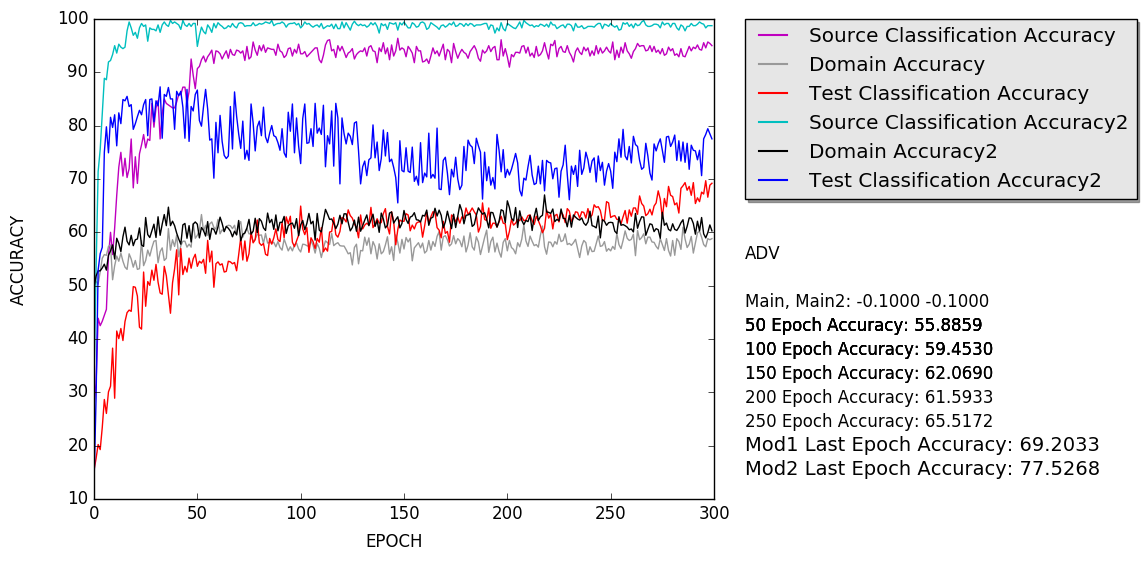 100
90
80
70
60
50
40
30
20
10
0
50
100
150
200
250
300
ACCURACY
EPOCH
Source Classification Accuracy
Domain Accuracy
Test Classification Accuracy
Source Classification Accuracy2
Domain Accuracy2
Test Classification Accuracy2
ADV
Main, Main2: -0.1000 -0.1000
50 Epoch Accuracy: 55.8859
100 Epoch Accuracy: 59.4530
150 Epoch Accuracy: 62.0690
200 Epoch Accuracy: 61.5933
250 Epoch Accuracy: 65.5172
Mod1 Last Epoch Accuracy: 69.2033
Mod2 Last Epoch Accuracy: 77.5268